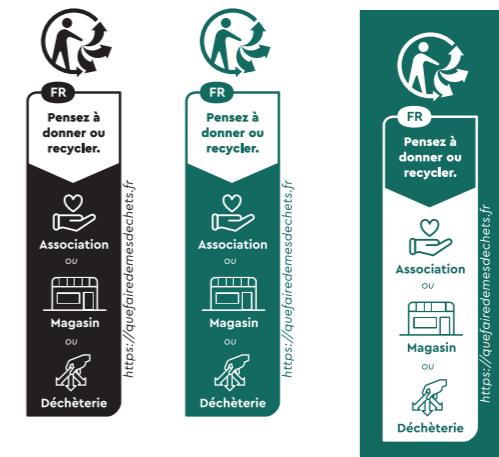 FR
Pensez à
donner ou
recycler.
Association
ou
Magasin
ou
Déchèterie
https://quefairedemesdechets.fr
FR
Pensez à
donner ou
recycler.
Association
ou
Magasin
ou
Déchèterie
https://quefairedemesdechets.fr
FR
Pensez à
donner ou
recycler.
Association
ou
Magasin
ou
Déchèterie
https://quefairedemesdechets.fr